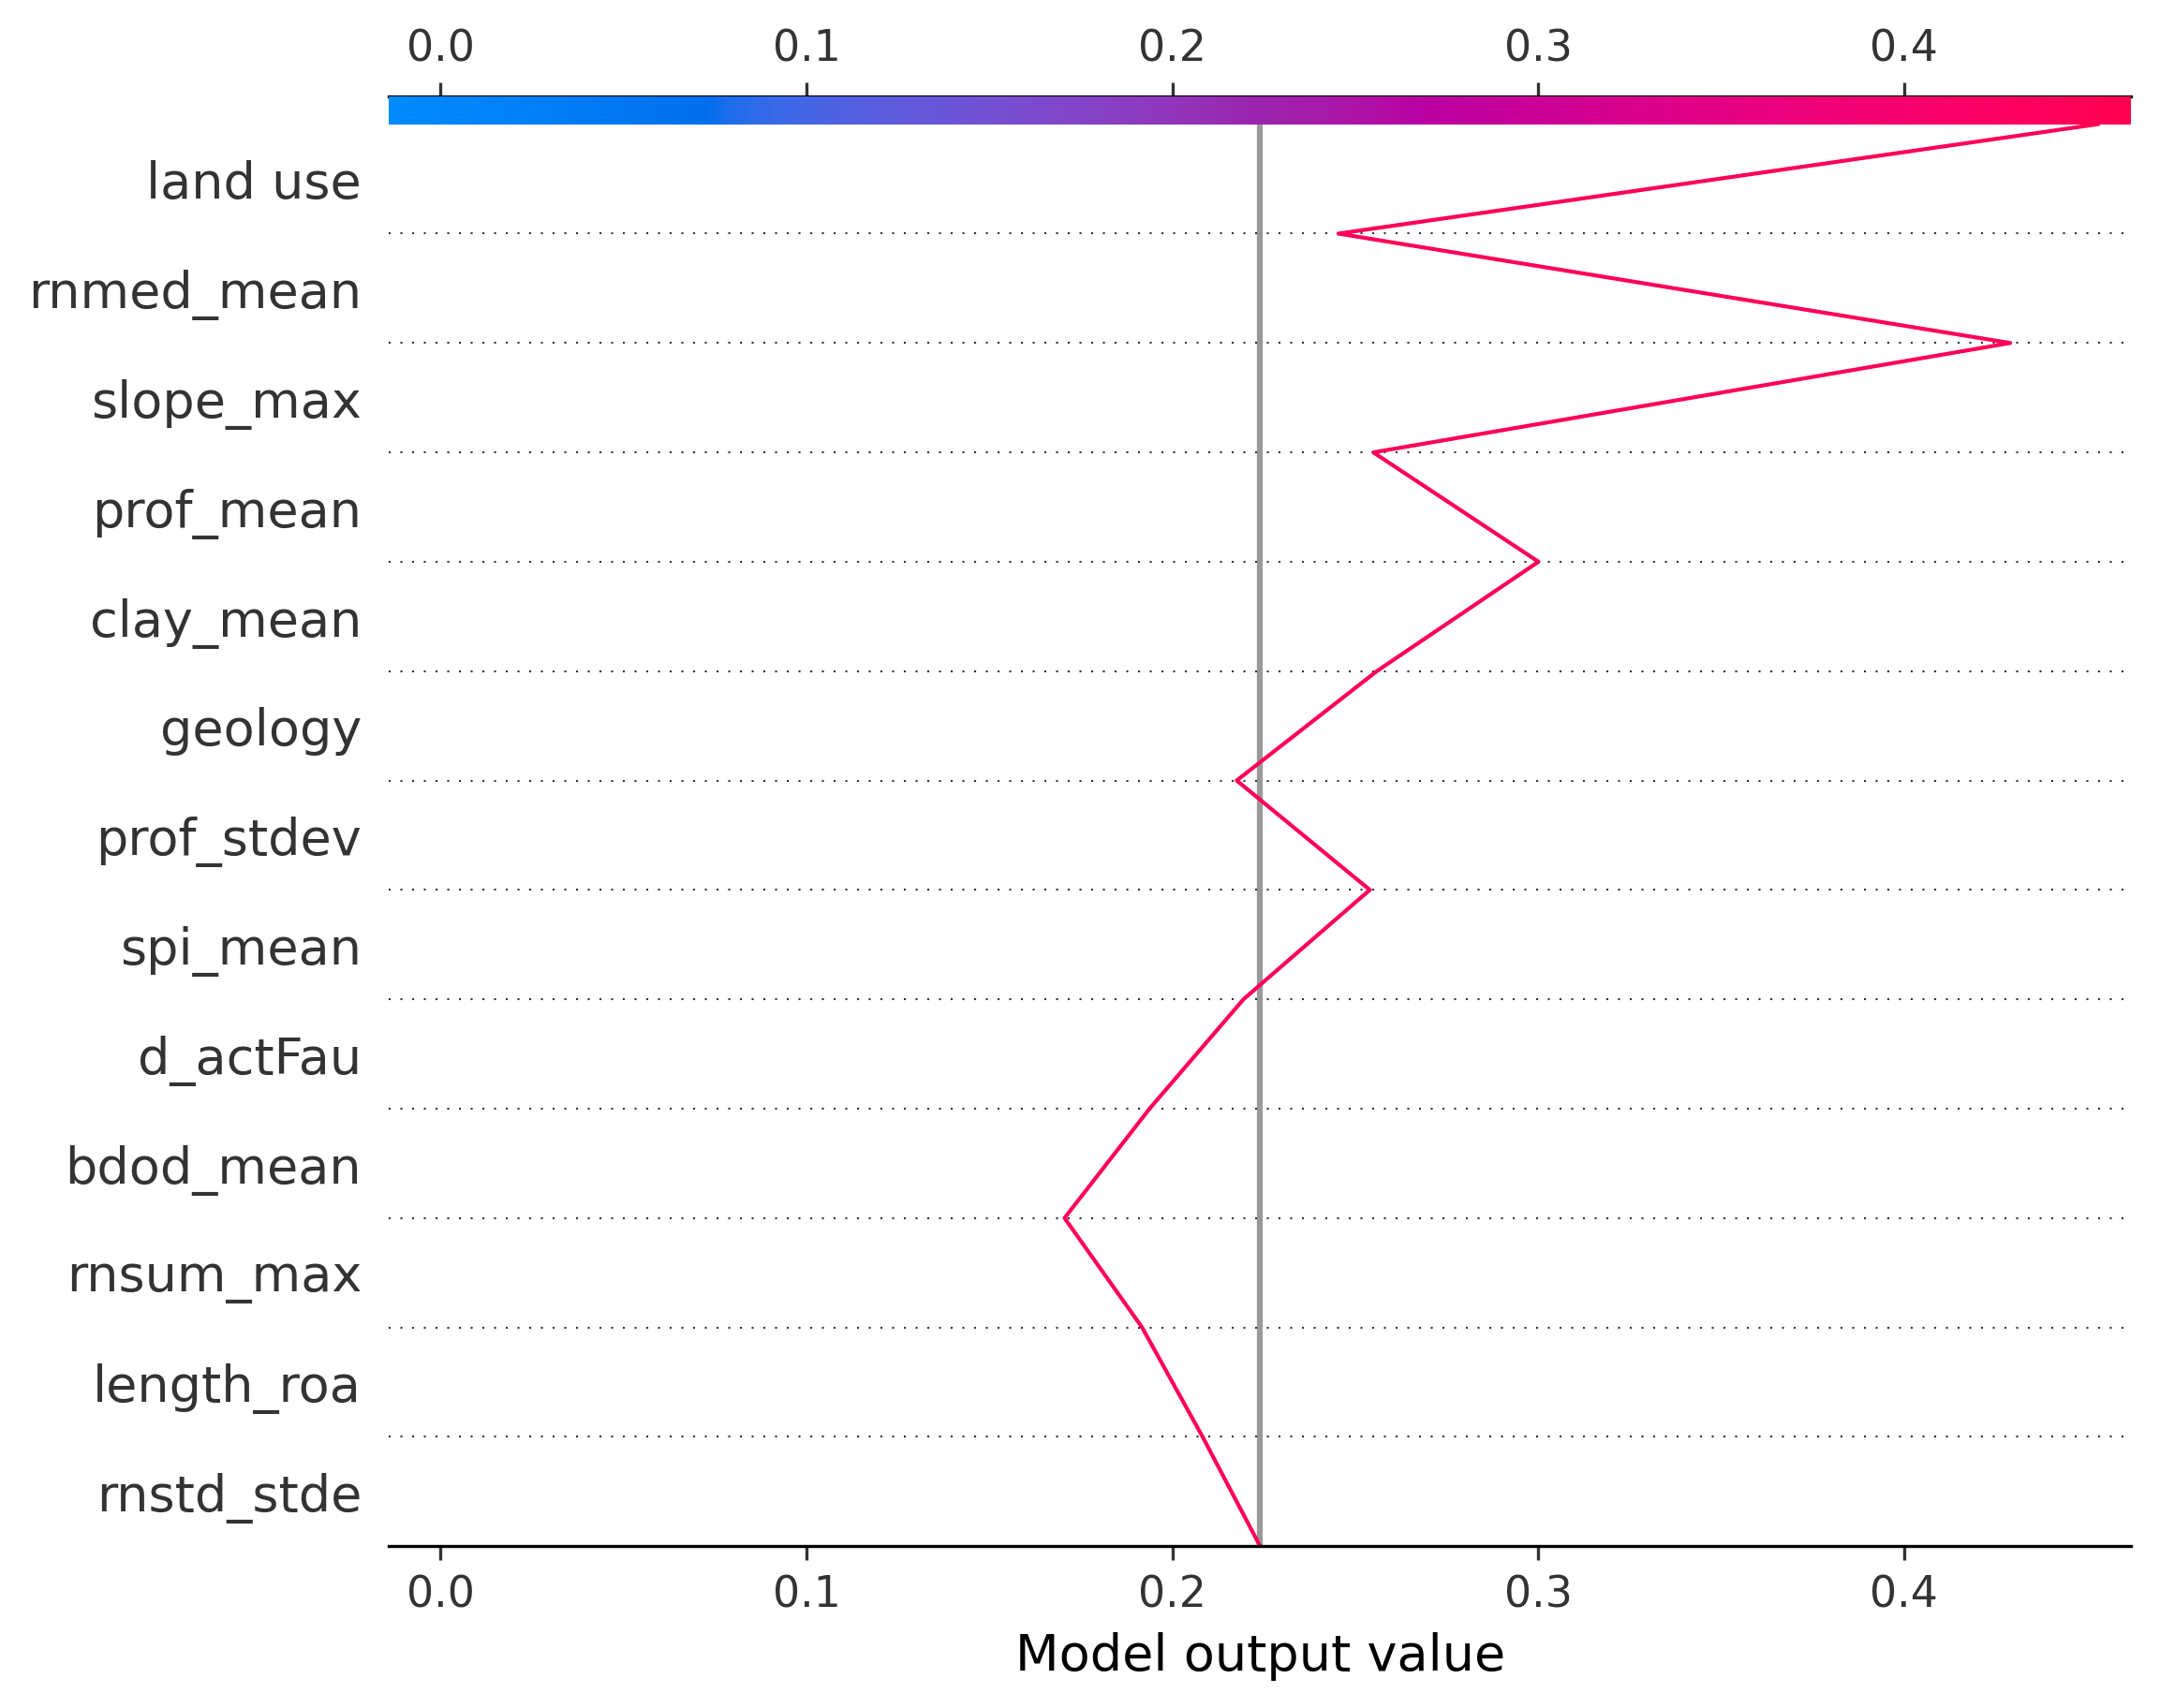 0.0 0.1 0.2 0.3 0.4
land use
rnmed_mean
slope_max
prof_mean
clay_mean
geology
prof_stdev
spi_mean
d_actFau
bdod_mean
rnsum_max
length_roa
rnstd_stde
0.0 0.1 0.2 0.3 0.4
Model output value